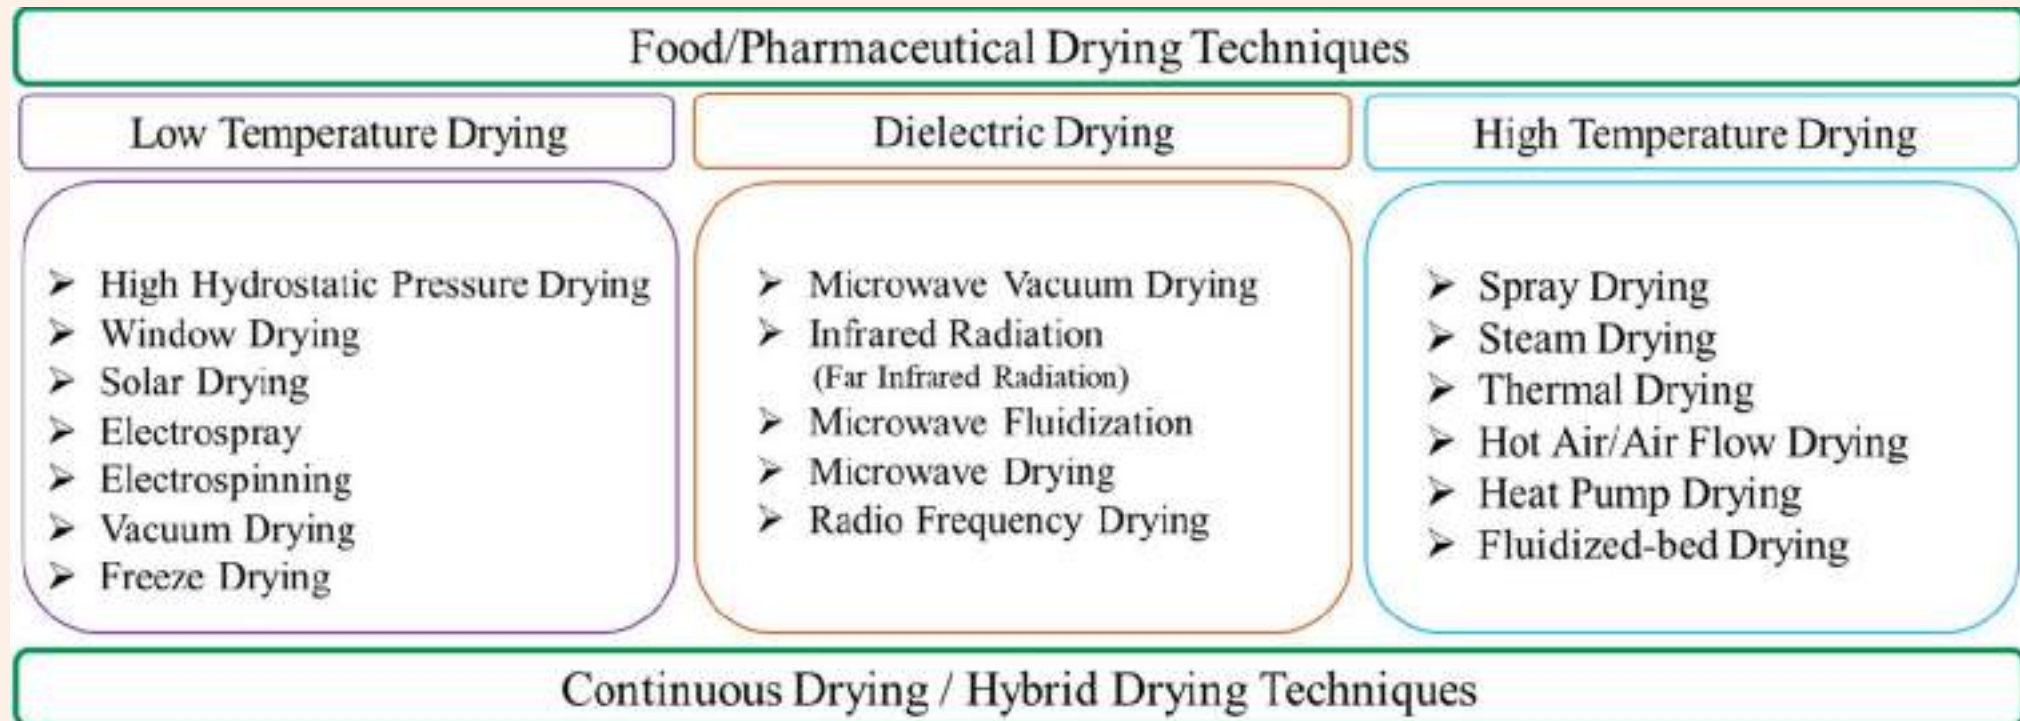 Food/Pharmaceutical Drying Techniques
Low Temperature Drying
➢ High Hydrostatic Pressure Drying
➢ Window Drying
➢ Solar Drying
➢ Electrospray
➢ Electrospinning
➢ Vacuum Drying
➢ Freeze Drying
Dielectric Drying
➢ Microwave Vacuum Drying
➢ Infrared Radiation
(Far Infrared Radiation)
➢ Microwave Fluidization
➢ Microwave Drying
➢ Radio Frequency Drying
High Temperature Drying
➢ Spray Drying
➢ Steam Drying
➢ Thermal Drying
➢ Hot Air/Air Flow Drying
➢ Heat Pump Drying
➢ Fluidized-bed Drying
Continuous Drying / Hybrid Drying Techniques